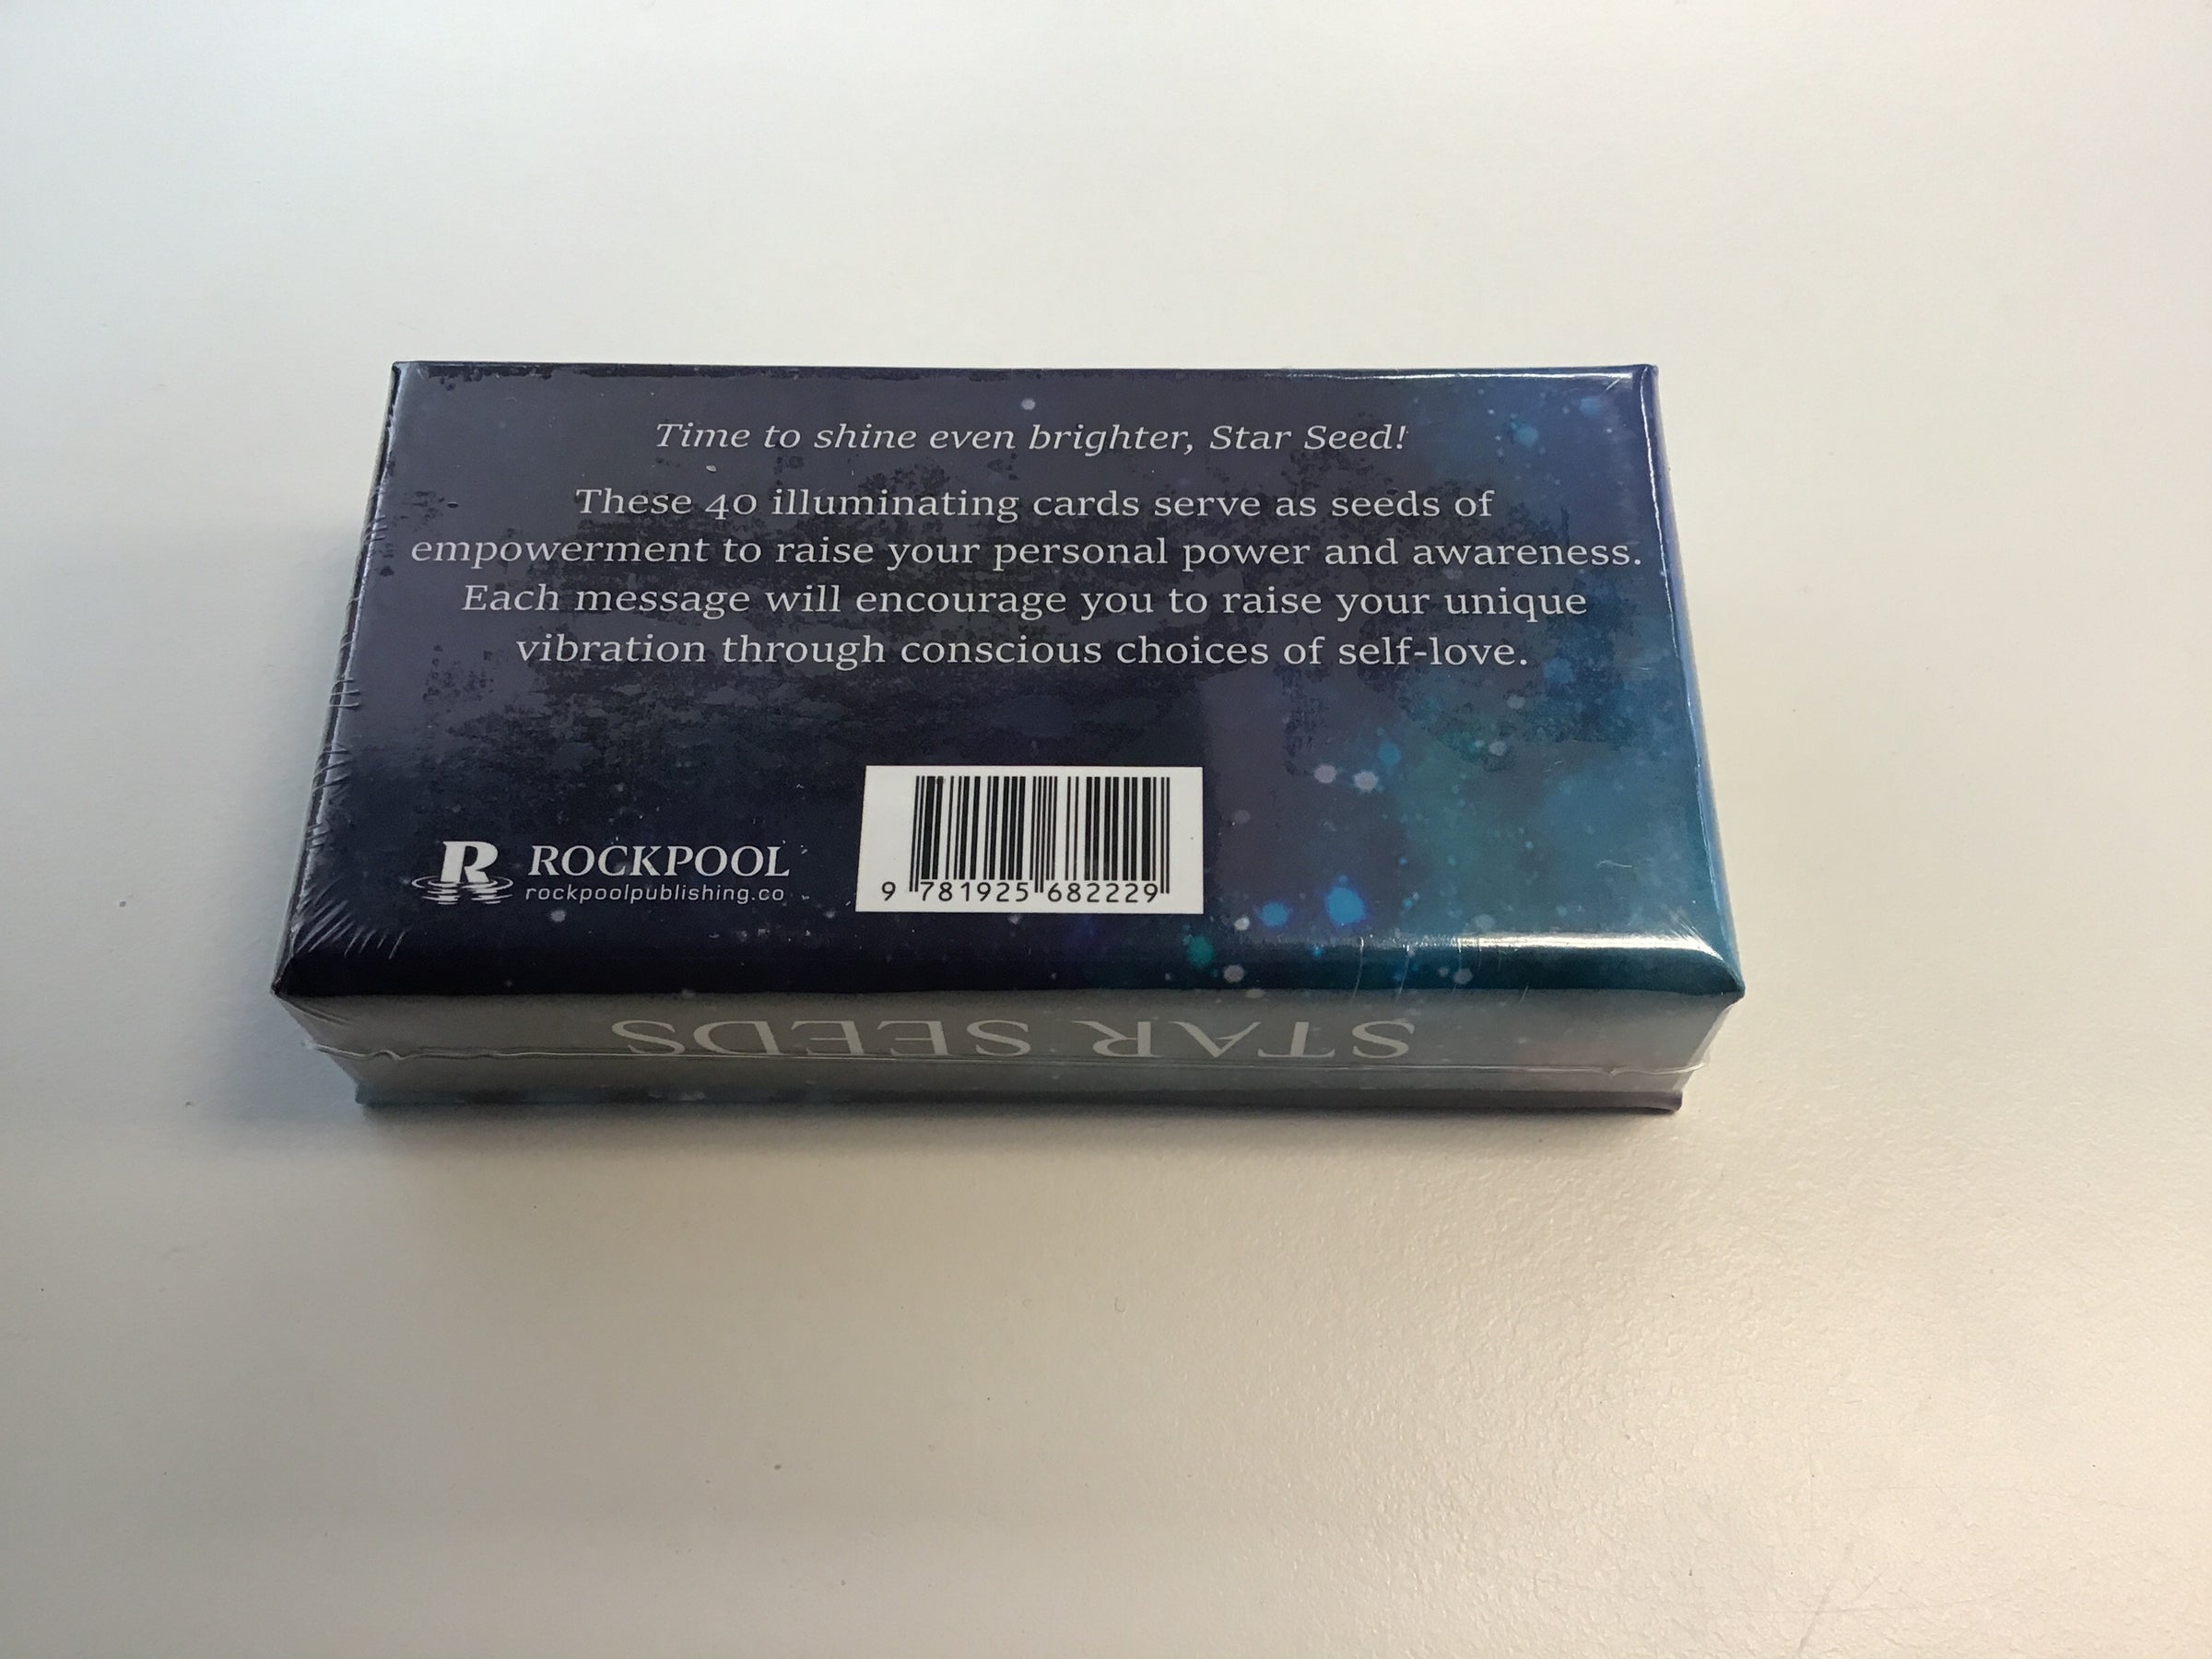 Time to shine even brighter, Star Seed!
These 40 illuminating cards serve as seeds of
empowerment to raise your personal power and awareness.
Each message will encourage you to raise your unique
vibration through conscious choices of self-love.
R ROCKPOOL
rockpoolpublishing.co
9 781925 682229
STAR SEEDS